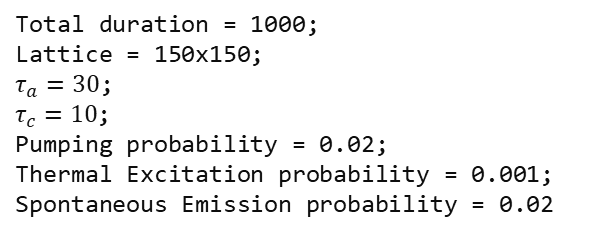 Total duration = 1000;
Lattice = 150x150;
τₐ = 30;
τ_c = 10;
Pumping probability = 0.02;
Thermal Excitation probability = 0.001;
Spontaneous Emission probability = 0.02